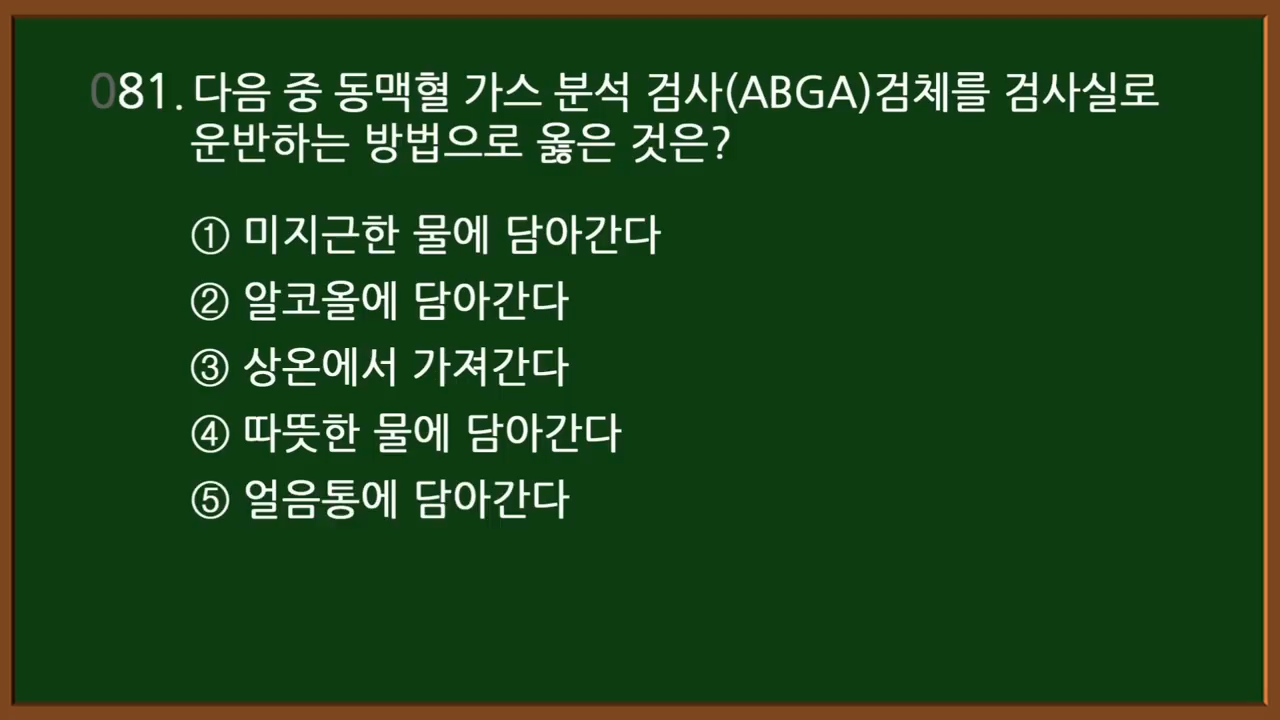 081. 다음 중 동맥혈 가스 분석 검사(ABGA)검체를 검사실로
운반하는 방법으로 옳은 것은?
① 미지근한 물에 담아간다
② 알코올에 담아간다
③ 상온에서 가져간다
④ 따뜻한 물에 담아간다
⑤ 얼음통에 담아간다